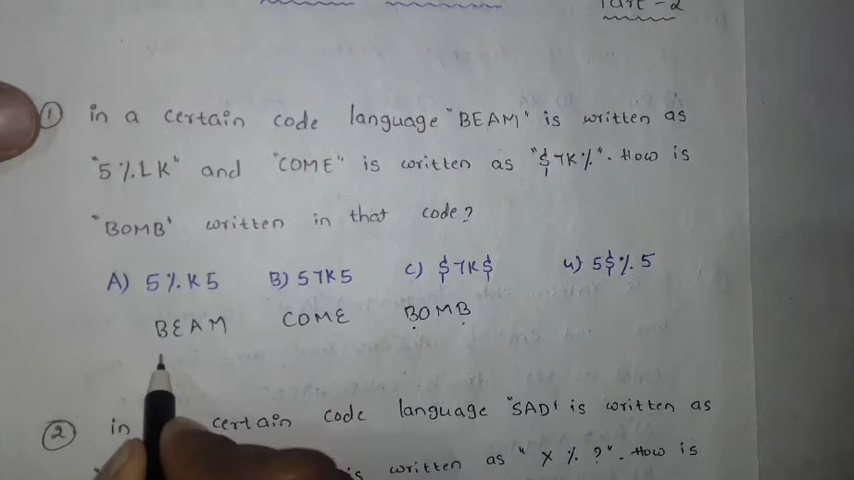 ① in a certain code language "BEAM" is written as
"5%LK" and "COME" is written as "$7K%". How is
"BOMB" written in that code?
A) 5%K5 B) 57K5 C) $7K$ 4) 5$%5
BEAM COME BOMB
② in certain code language "SAD" is written as
written as "X%?". How is